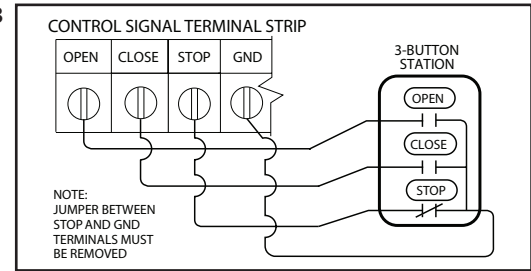 3
CONTROL SIGNAL TERMINAL STRIP
OPEN CLOSE STOP GND
3-BUTTON
STATION
OPEN
CLOSE
STOP
NOTE:
JUMPER BETWEEN
STOP AND GND
TERMINALS MUST
BE REMOVED